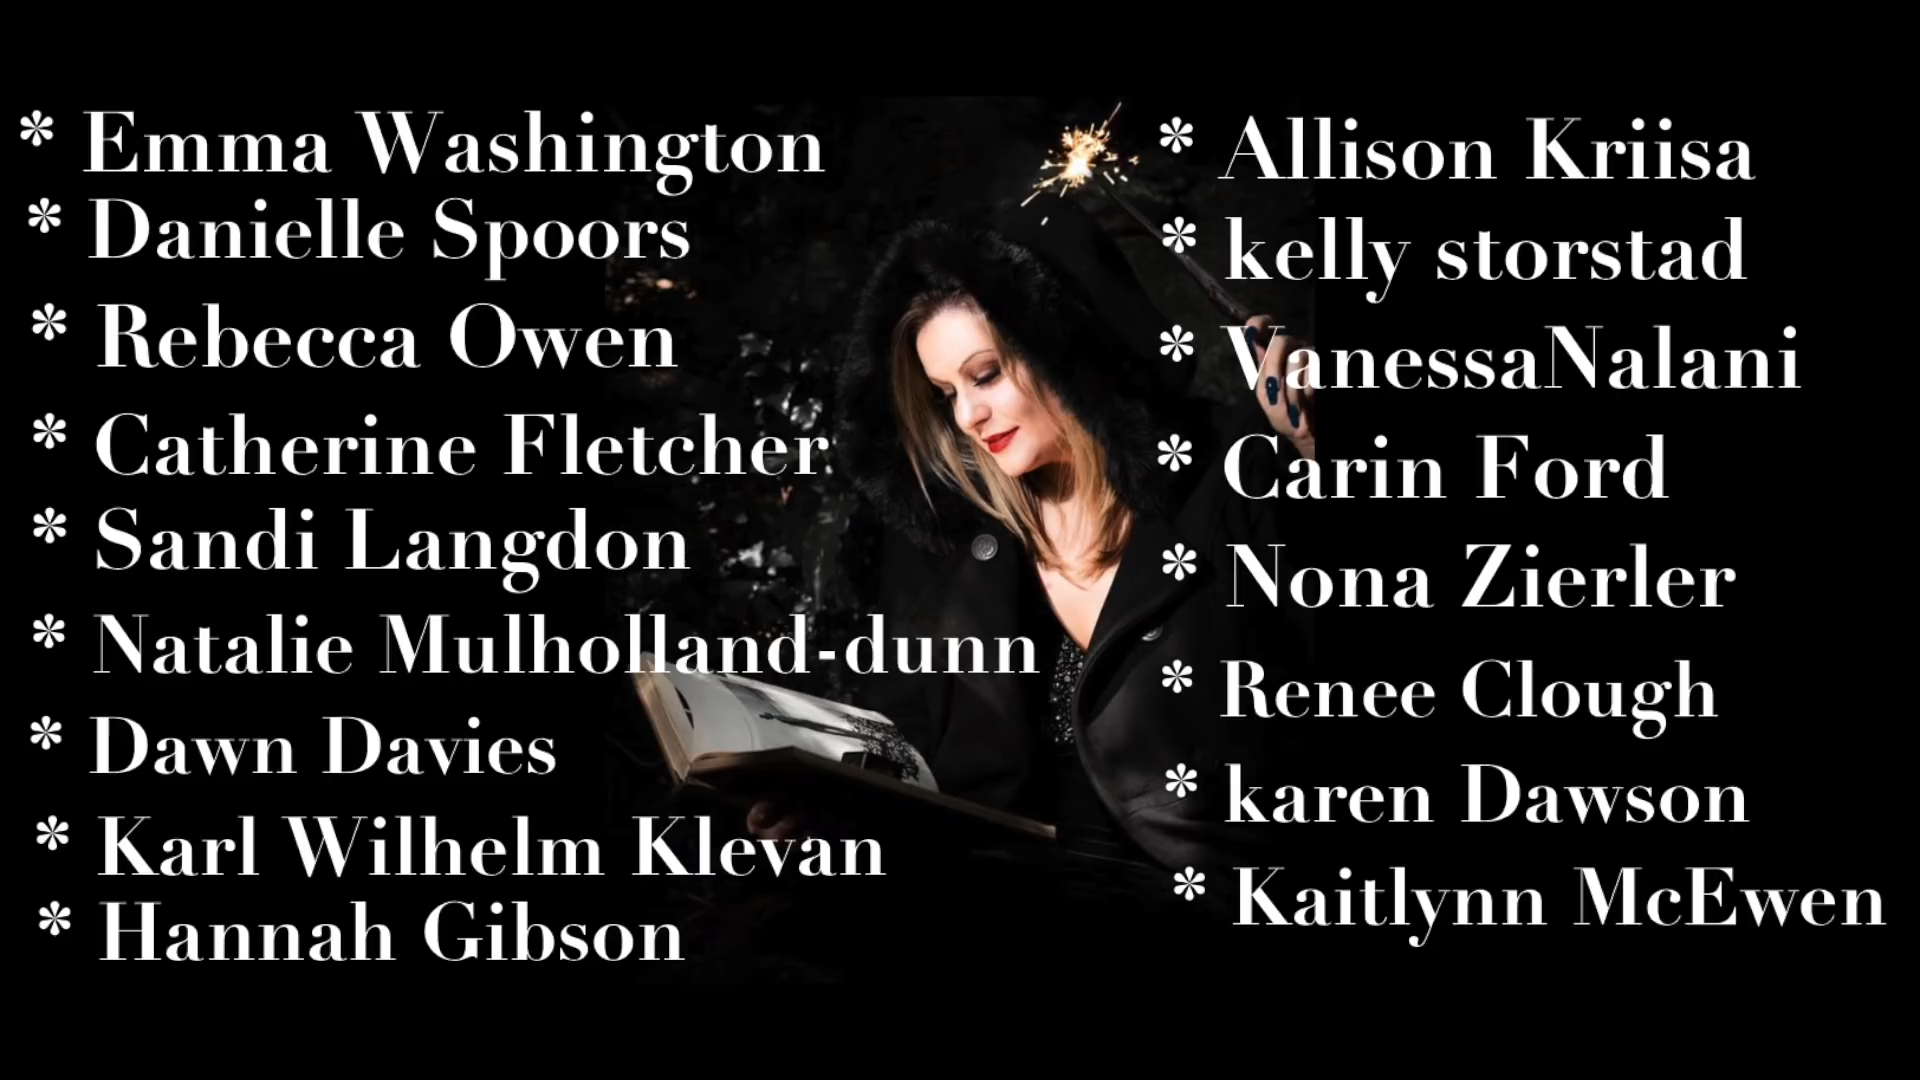 * Emma Washington
* Danielle Spoors
* Rebecca Owen
* Catherine Fletcher
* Sandi Langdon
* Natalie Mulholland-dunn
* Dawn Davies
* Karl Wilhelm Klevan
* Hannah Gibson
* Allison Kriisa
* kelly storstad
* VanessaNalani
* Carin Ford
* Nona Zierler
* Renee Clough
* karen Dawson
* Kaitlynn McEwen